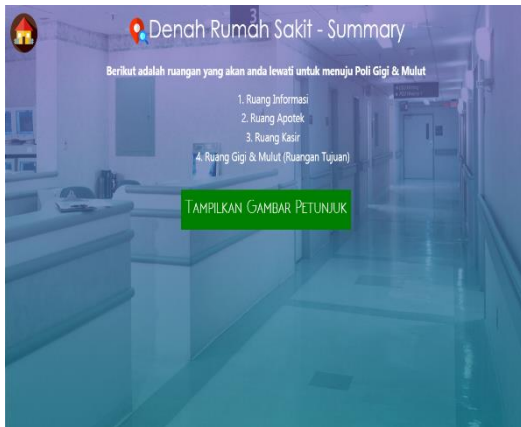 3
Denah Rumah Sakit - Summary
Berikut adalah ruangan yang akan anda lewati untuk menuju Poli Gigi & Mulut
1. Ruang Informasi
2. Ruang Apotek
3. Ruang Kasir
4. Ruang Gigi & Mulut (Ruangan Tujuan)
TAMPILKAN GAMBAR PETUNJUK